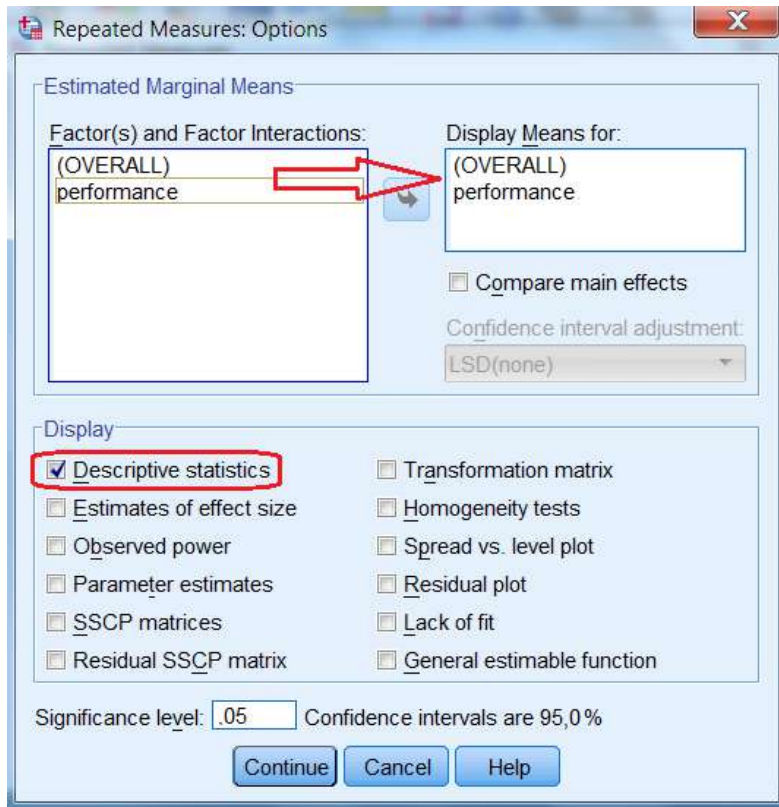 Repeated Measures: Options
Estimated Marginal Means
Factor(s) and Factor Interactions:
(OVERALL)
performance
Display Means for:
(OVERALL)
performance
Compare main effects
Confidence interval adjustment:
LSD(none)
Display
Descriptive statistics
Estimates of effect size
Observed power
Parameter estimates
SSCP matrices
Residual SSCP matrix
Transformation matrix
Homogeneity tests
Spread vs. level plot
Residual plot
Lack of fit
General estimable function
Significance level: ,05 Confidence intervals are 95,0%
Continue Cancel Help